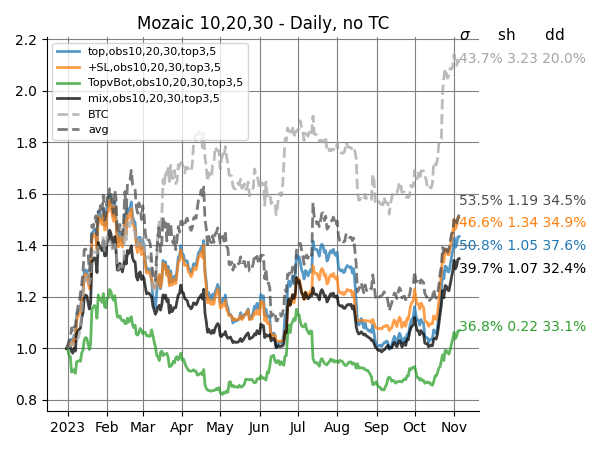 Mozaic 10,20,30 - Daily, no TC
σ sh dd
2.2
2.0
1.8
1.6
1.4
1.2
1.0
0.8
top,obs10,20,30,top3,5
+SL,obs10,20,30,top3,5
TopvBot,obs10,20,30,top3,5
mix,obs10,20,30,top3,5
BTC
avg
43.7% 3.23 20.0%
53.5% 1.19 34.5%
46.6% 1.34 34.9%
50.8% 1.05 37.6%
39.7% 1.07 32.4%
36.8% 0.22 33.1%
2023 Feb Mar Apr May Jun Jul Aug Sep Oct Nov